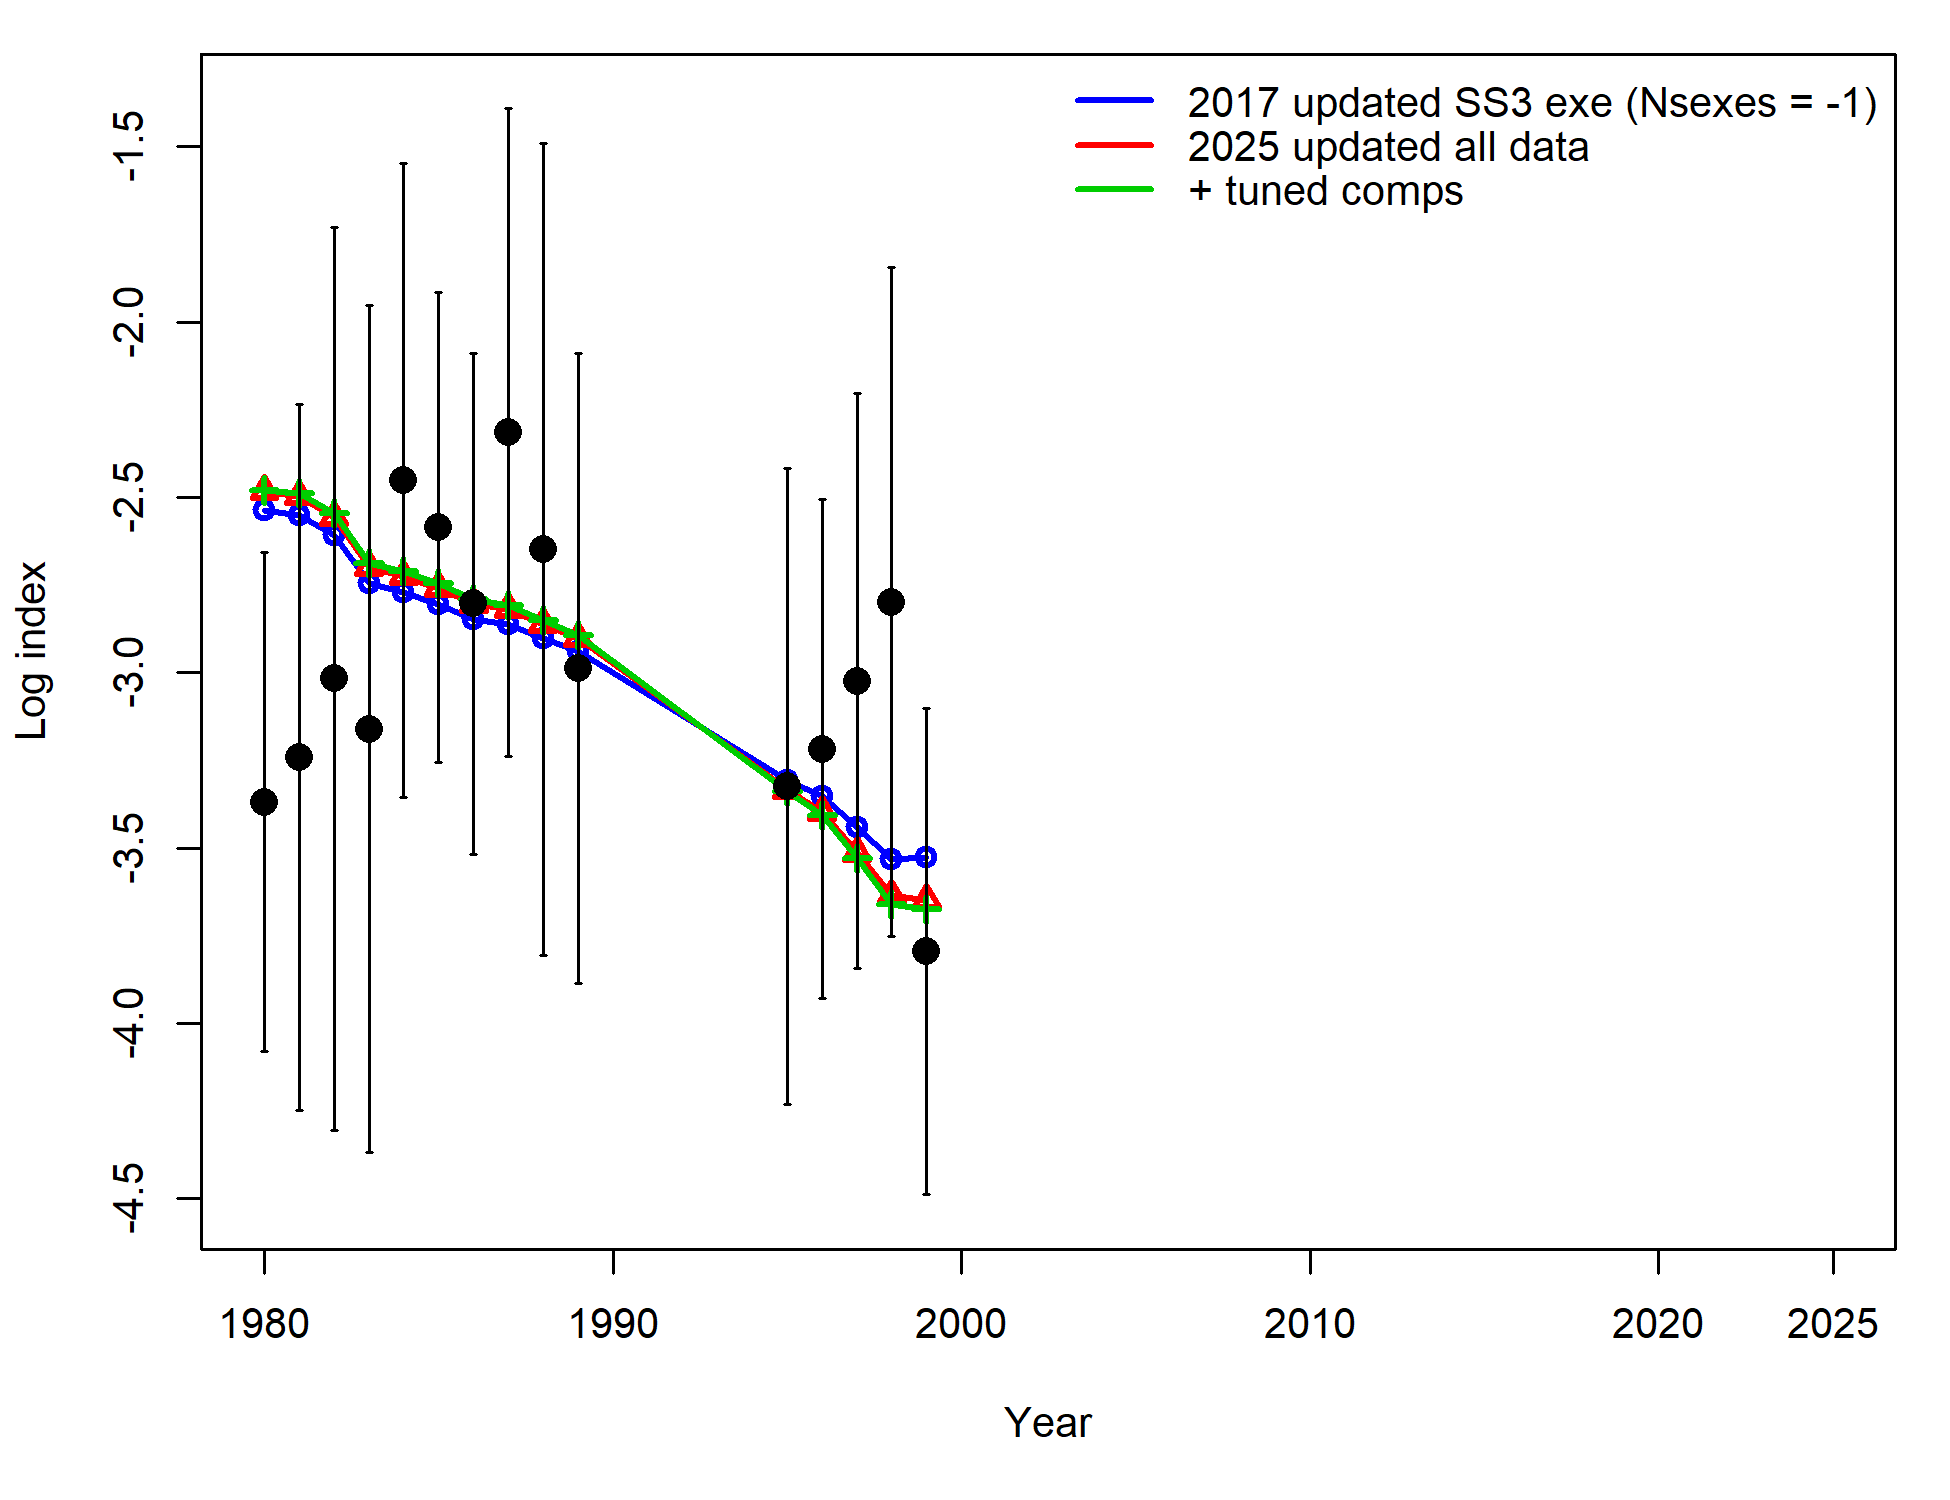 2017 updated SS3 exe (Nsexes = -1)
2025 updated all data
+ tuned comps
Log index
-1.5
-2.0
-2.5
-3.0
-3.5
-4.0
-4.5
1980 1990 2000 2010 2020 2025
Year